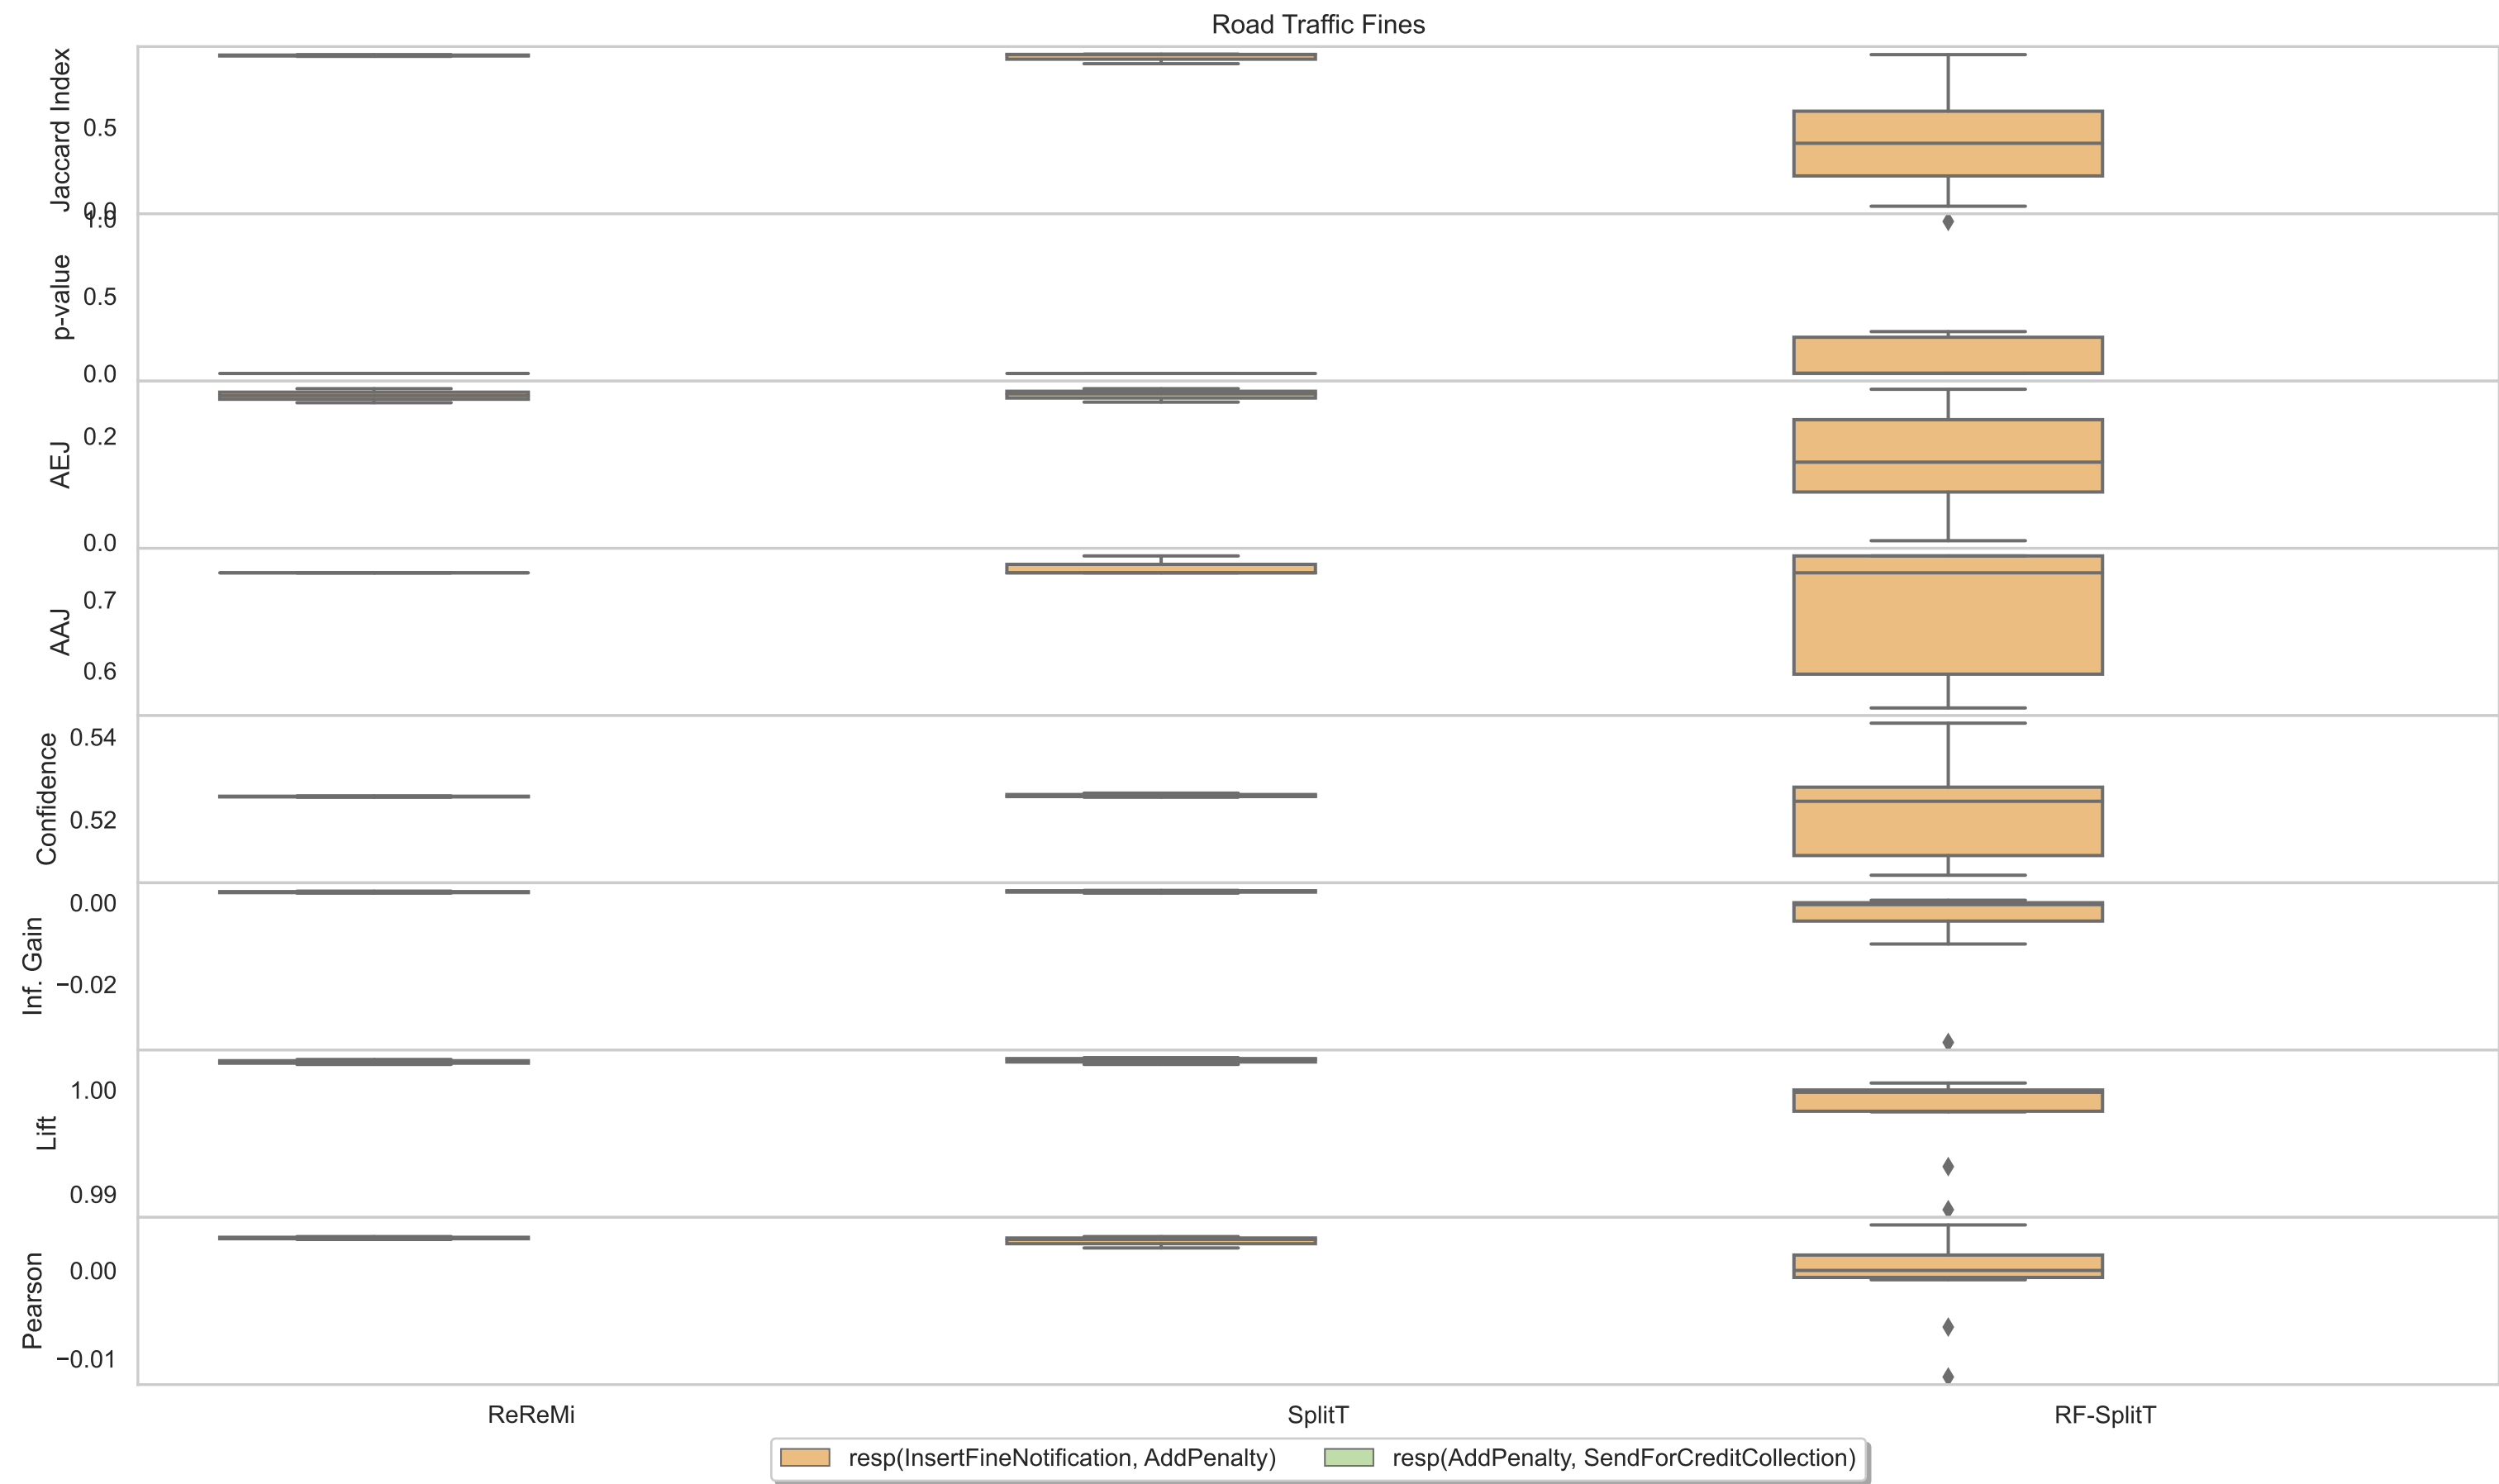 Road Traffic Fines
Jaccard Index
0.5
0.0
p-value
1.0
0.5
0.0
AEJ
0.2
0.0
AAJ
0.7
0.6
Confidence
0.54
0.52
Inf. Gain
0.00
−0.02
Lift
1.00
0.99
Pearson
0.00
−0.01
ReReMi SplitT RF-SplitT
resp(InsertFineNotification, AddPenalty) resp(AddPenalty, SendForCreditCollection)